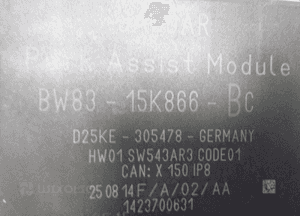 Assist Module
BW83 - 15K866 - BC
D25KE - 305478 - GERMANY
HW01 SW543AR3 CODE01
CAN: X 150 IP8
25 08 14 F/A/02/AA
1423700631